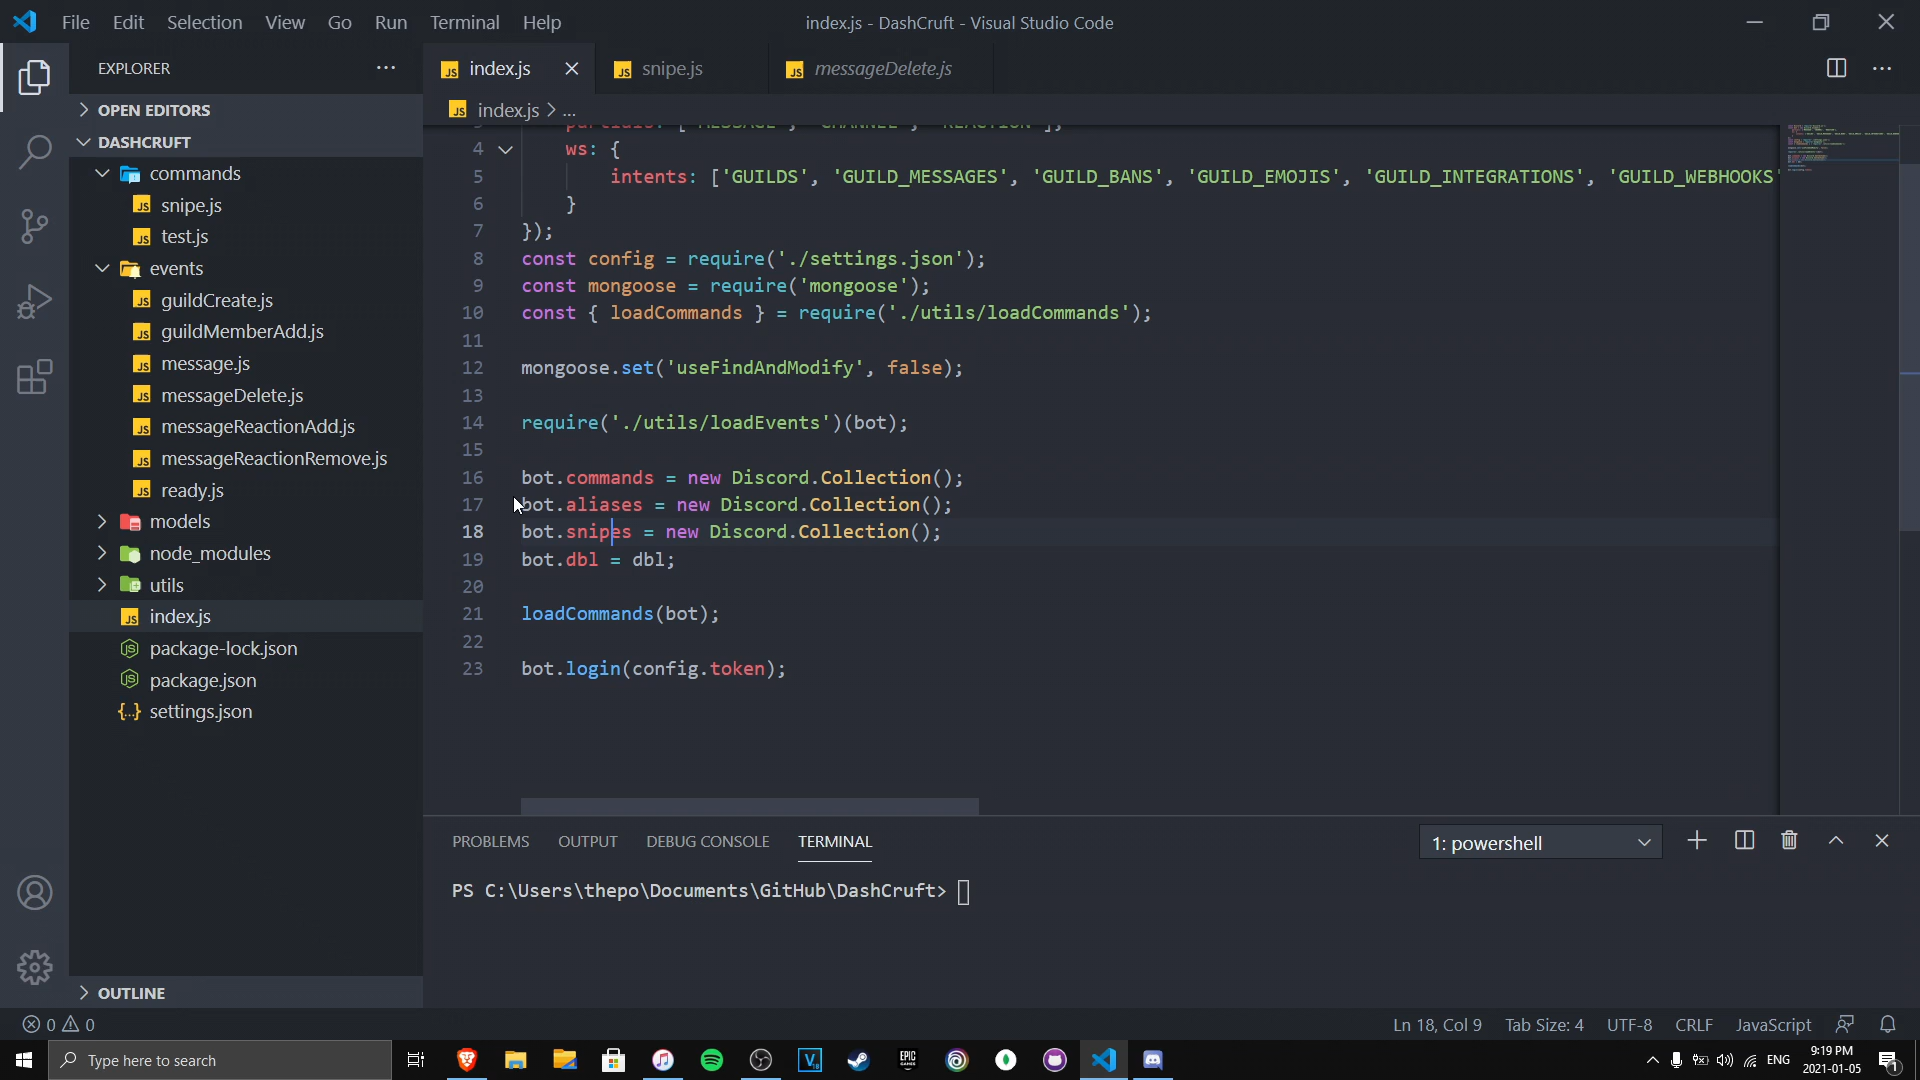 File Edit Selection View Go Run Terminal Help
index.js - DashCruft - Visual Studio Code
EXPLORER
index.js
snipe.js
messageDelete.js
OPEN EDITORS
index.js > ...
DASHCRUFT
commands
snipe.js
test.js
events
guildCreate.js
guildMemberAdd.js
message.js
messageDelete.js
messageReactionAdd.js
messageReactionRemove.js
ready.js
models
node_modules
utils
index.js
package-lock.json
package.json
settings.json
OUTLINE
4 ws: {
5 intents: ['GUILDS', 'GUILD_MESSAGES', 'GUILD_BANS', 'GUILD_EMOJIS', 'GUILD_INTEGRATIONS', 'GUILD_WEBHOOKS'
6 }
7 });
8 const config = require('./settings.json');
9 const mongoose = require('mongoose');
10 const { loadCommands } = require('./utils/loadCommands');
11
12 mongoose.set('useFindAndModify', false);
13
14 require('./utils/loadEvents')(bot);
15
16 bot.commands = new Discord.Collection();
17 bot.aliases = new Discord.Collection();
18 bot.snipes = new Discord.Collection();
19 bot.dbl = dbl;
20
21 loadCommands(bot);
22
23 bot.login(config.token);
PROBLEMS OUTPUT DEBUG CONSOLE TERMINAL
1: powershell
PS C:\Users\thepo\Documents\GitHub\DashCruft>
0 0
Ln 18, Col 9 Tab Size: 4 UTF-8 CRLF JavaScript
Type here to search
EPIC GAMES
ENG
9:19 PM
2021-01-05
1